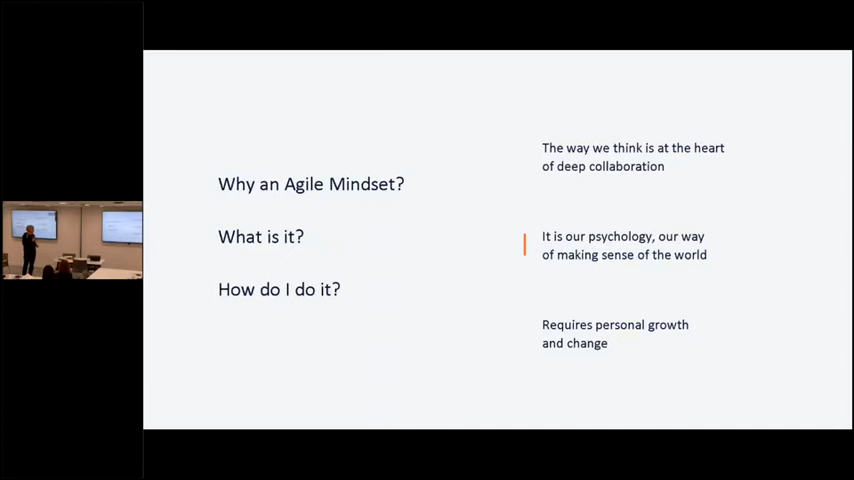 Why an Agile Mindset?
What is it?
How do I do it?
The way we think is at the heart
of deep collaboration
It is our psychology, our way
of making sense of the world
Requires personal growth
and change